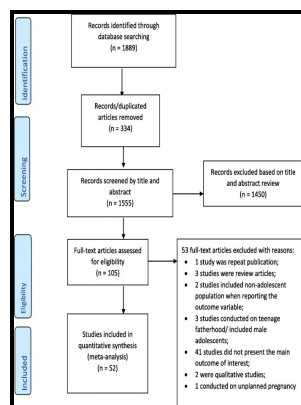 Identification
Records identified through
database searching
(n = 1889)
Records/duplicated
articles removed
(n = 334)
Screening
Records screened by title and
abstract
(n = 1555)
Records excluded based on title
and abstract review
(n = 1450)
Eligibility
Full-text articles assessed
for eligibility
(n = 105)
53 full-text articles excluded with reasons:
• 1 study was repeat publication;
• 3 studies were review articles;
• 2 studies included non-adolescent
population when reporting the
outcome variable;
• 3 studies conducted on teenage
fatherhood/ included male
adolescents;
• 41 studies did not present the main
outcome of interest;
• 2 were qualitative studies;
• 1 conducted on unplanned pregnancy
Included
Studies included in
quantitative synthesis
(meta-analysis)
(n = 52)